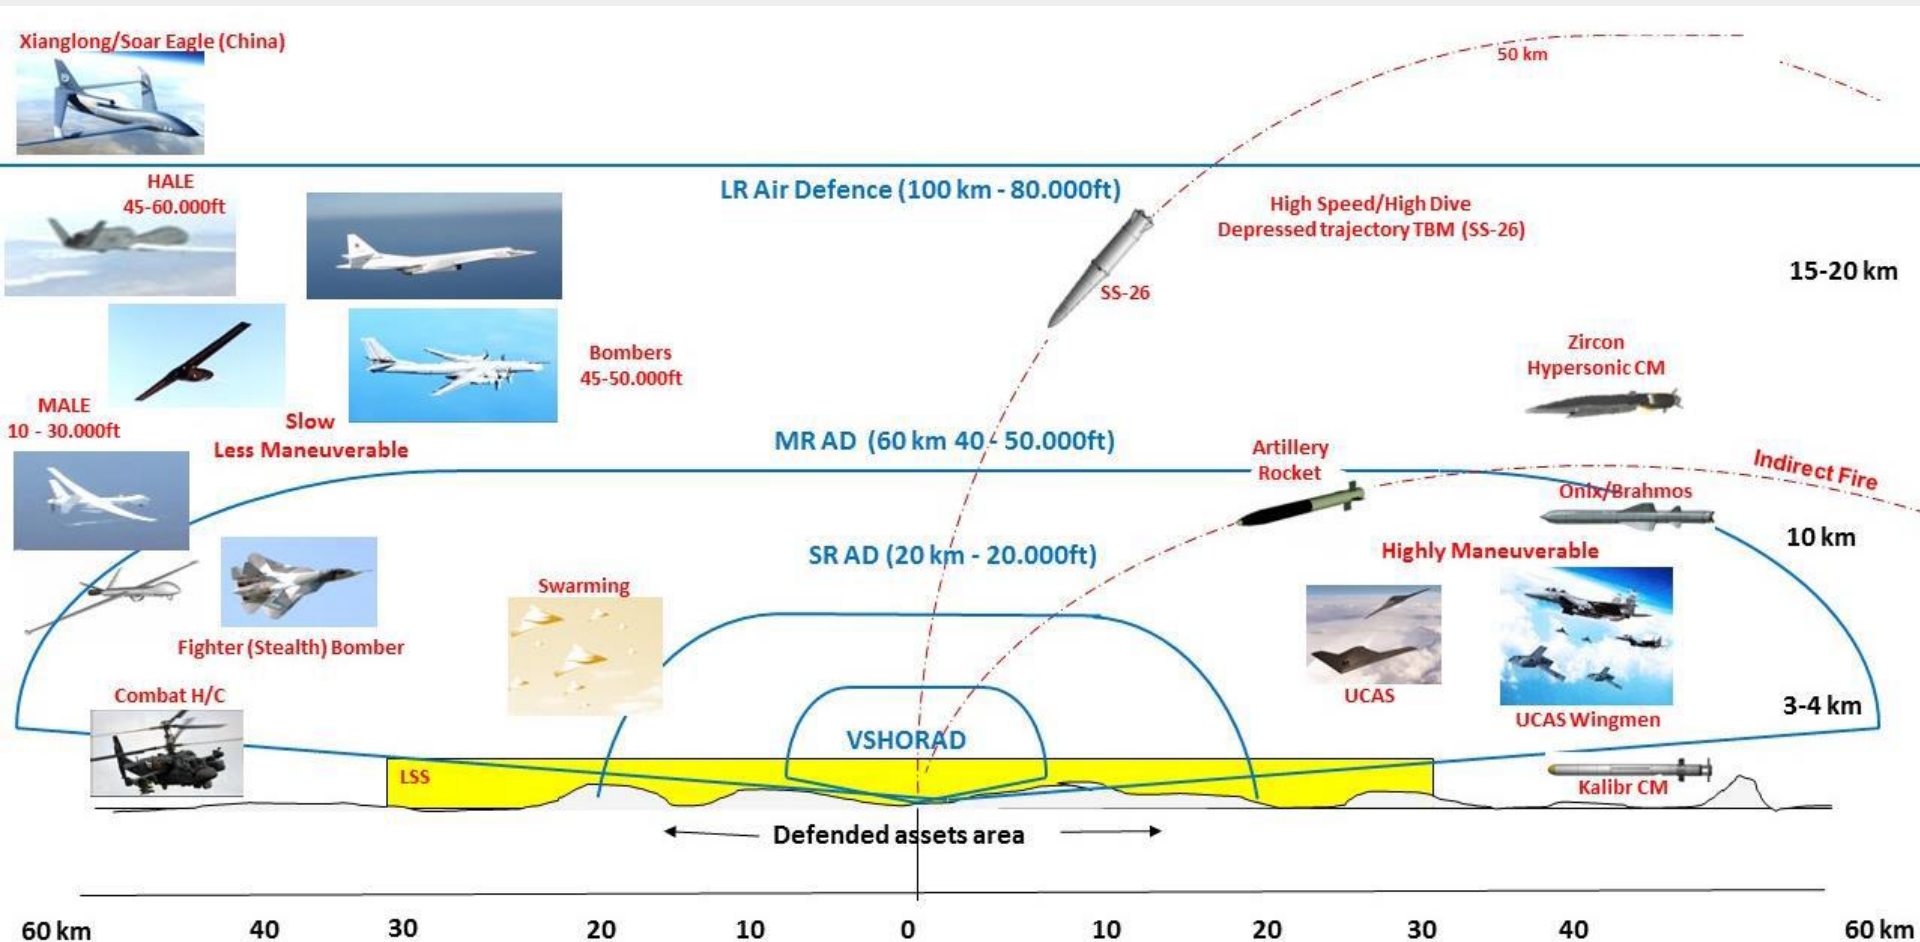 Xianglong/Soar Eagle (China)
50 km
HALE
45-60.000ft
LR Air Defence (100 km - 80.000ft)
High Speed/High Dive
Depressed trajectory TBM (SS-26)
15-20 km
SS-26
Bombers
45-50.000ft
Zircon
Hypersonic CM
MALE
10 - 30.000ft
Slow
Less Maneuverable
MR AD (60 km 40 - 50.000ft)
Artillery
Rocket
Indirect Fire
Onix/Brahmos
10 km
SR AD (20 km - 20.000ft)
Highly Maneuverable
Swarming
Fighter (Stealth) Bomber
Combat H/C
UCAS
3-4 km
UCAS Wingmen
VSHORAD
LSS
Kalibr CM
Defended assets area
60 km 40 30 20 10 0 10 20 30 40 60 km